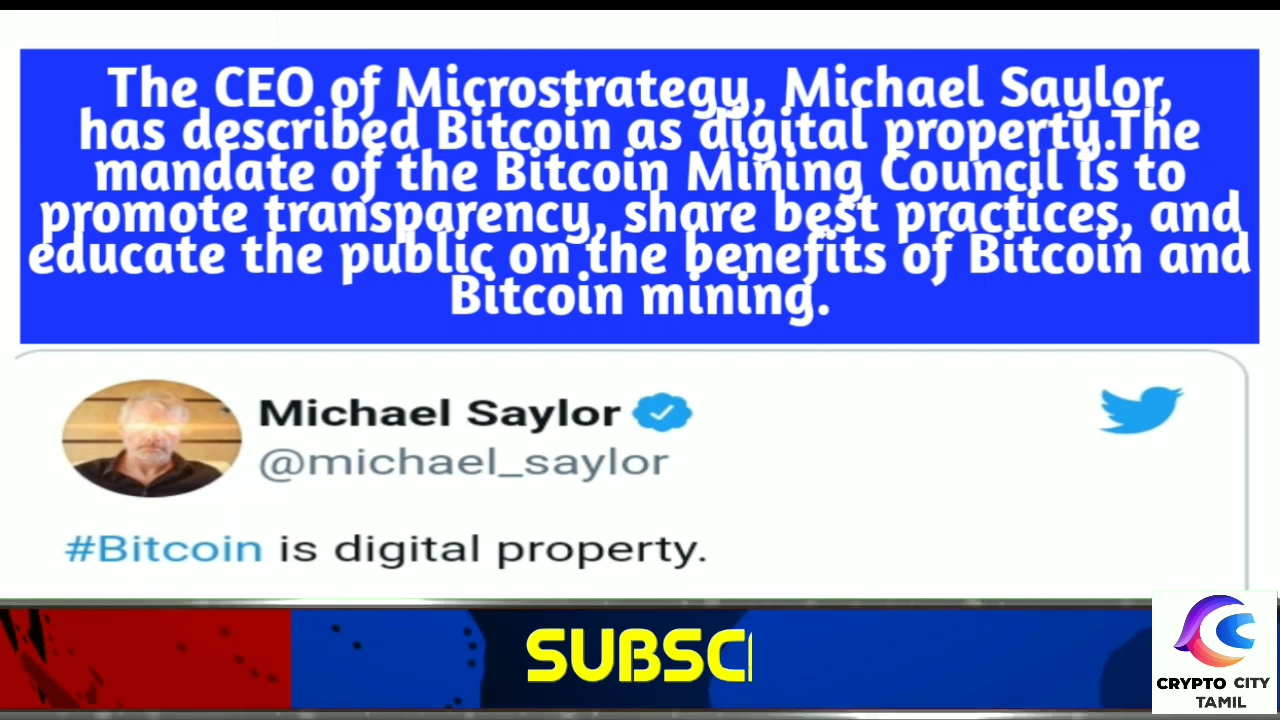 The CEO of Microstrategy, Michael Saylor,
has described Bitcoin as digital property.The
mandate of the Bitcoin Mining Council is to
promote transparency, share best practices, and
educate the public on the benefits of Bitcoin and
Bitcoin mining.
Michael Saylor
@michael_saylor
#Bitcoin is digital property.
SUBSC
CRYPTO CITY
TAMIL